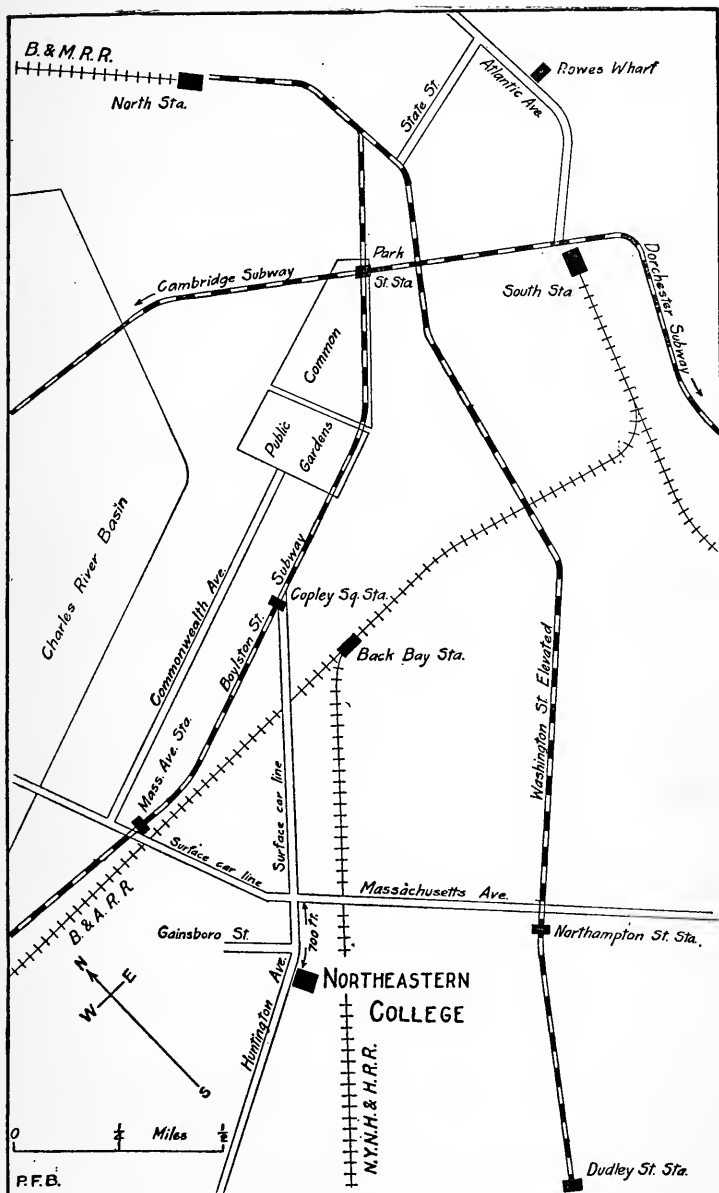 B. & M. R. R.
North Sta.
State St.
Atlantic Ave.
Rowes Wharf
Park
St. Sta
Cambridge Subway
South Sta.
Dorchester Subway
Common
Public
Gardens
Charles River Basin
Commonwealth Ave.
Boylston St. Subway
Copley Sq. Sta.
Back Bay Sta.
Washington St. Elevated
Mass. Ave. Sta.
Surface car line
Surface car line
Massachusetts Ave.
B. & A. R. R
Gainsboro St.
700 ft.
Northampton St. Sta.
NORTHEASTERN
COLLEGE
Huntington Ave.
N
E
W
S
N.Y. N.H. & H. R.R.
0 1/4 Miles 1/2
P.F.B.
Dudley St. Sta.